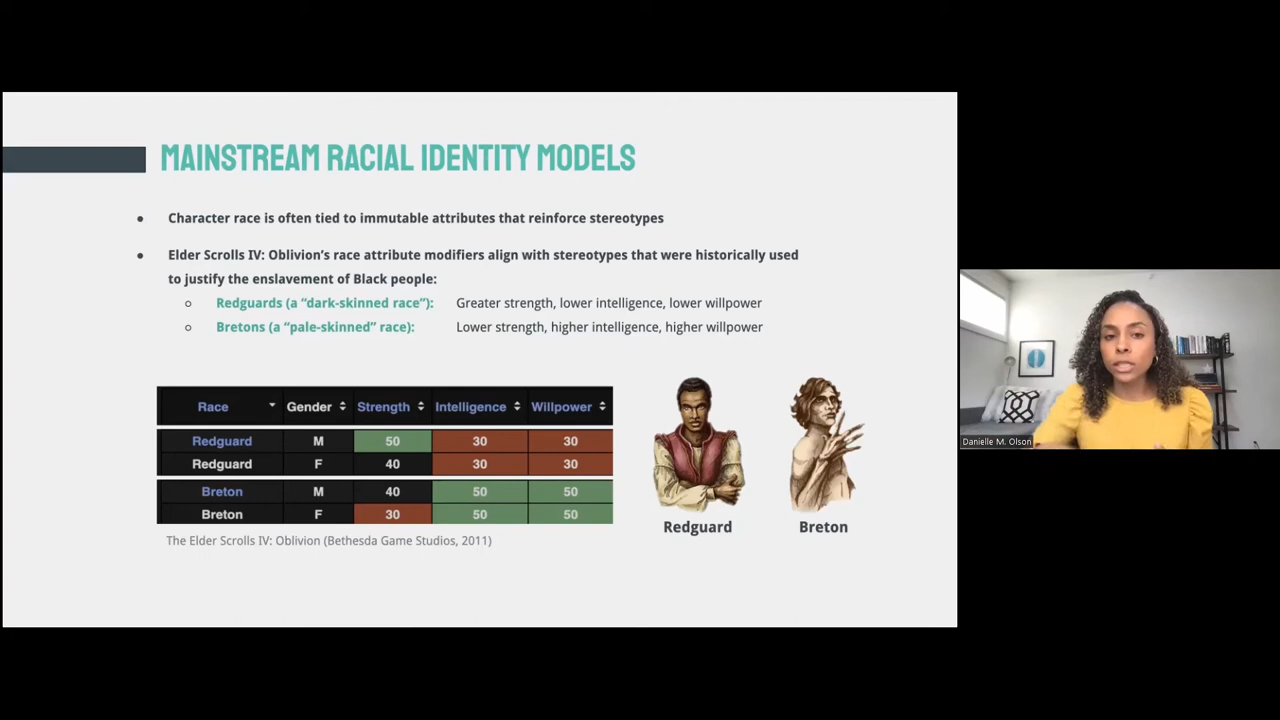 MAINSTREAM RACIAL IDENTITY MODELS
● Character race is often tied to immutable attributes that reinforce stereotypes
● Elder Scrolls IV: Oblivion’s race attribute modifiers align with stereotypes that were historically used
to justify the enslavement of Black people:
○ Redguards (a “dark-skinned race”): Greater strength, lower intelligence, lower willpower
○ Bretons (a “pale-skinned” race): Lower strength, higher intelligence, higher willpower
Race Gender Strength Intelligence Willpower
Redguard M 50 30 30
Redguard F 40 30 30
Breton M 40 50 50
Breton F 30 50 50
The Elder Scrolls IV: Oblivion (Bethesda Game Studios, 2011)
Redguard Breton
Danielle M. Olson